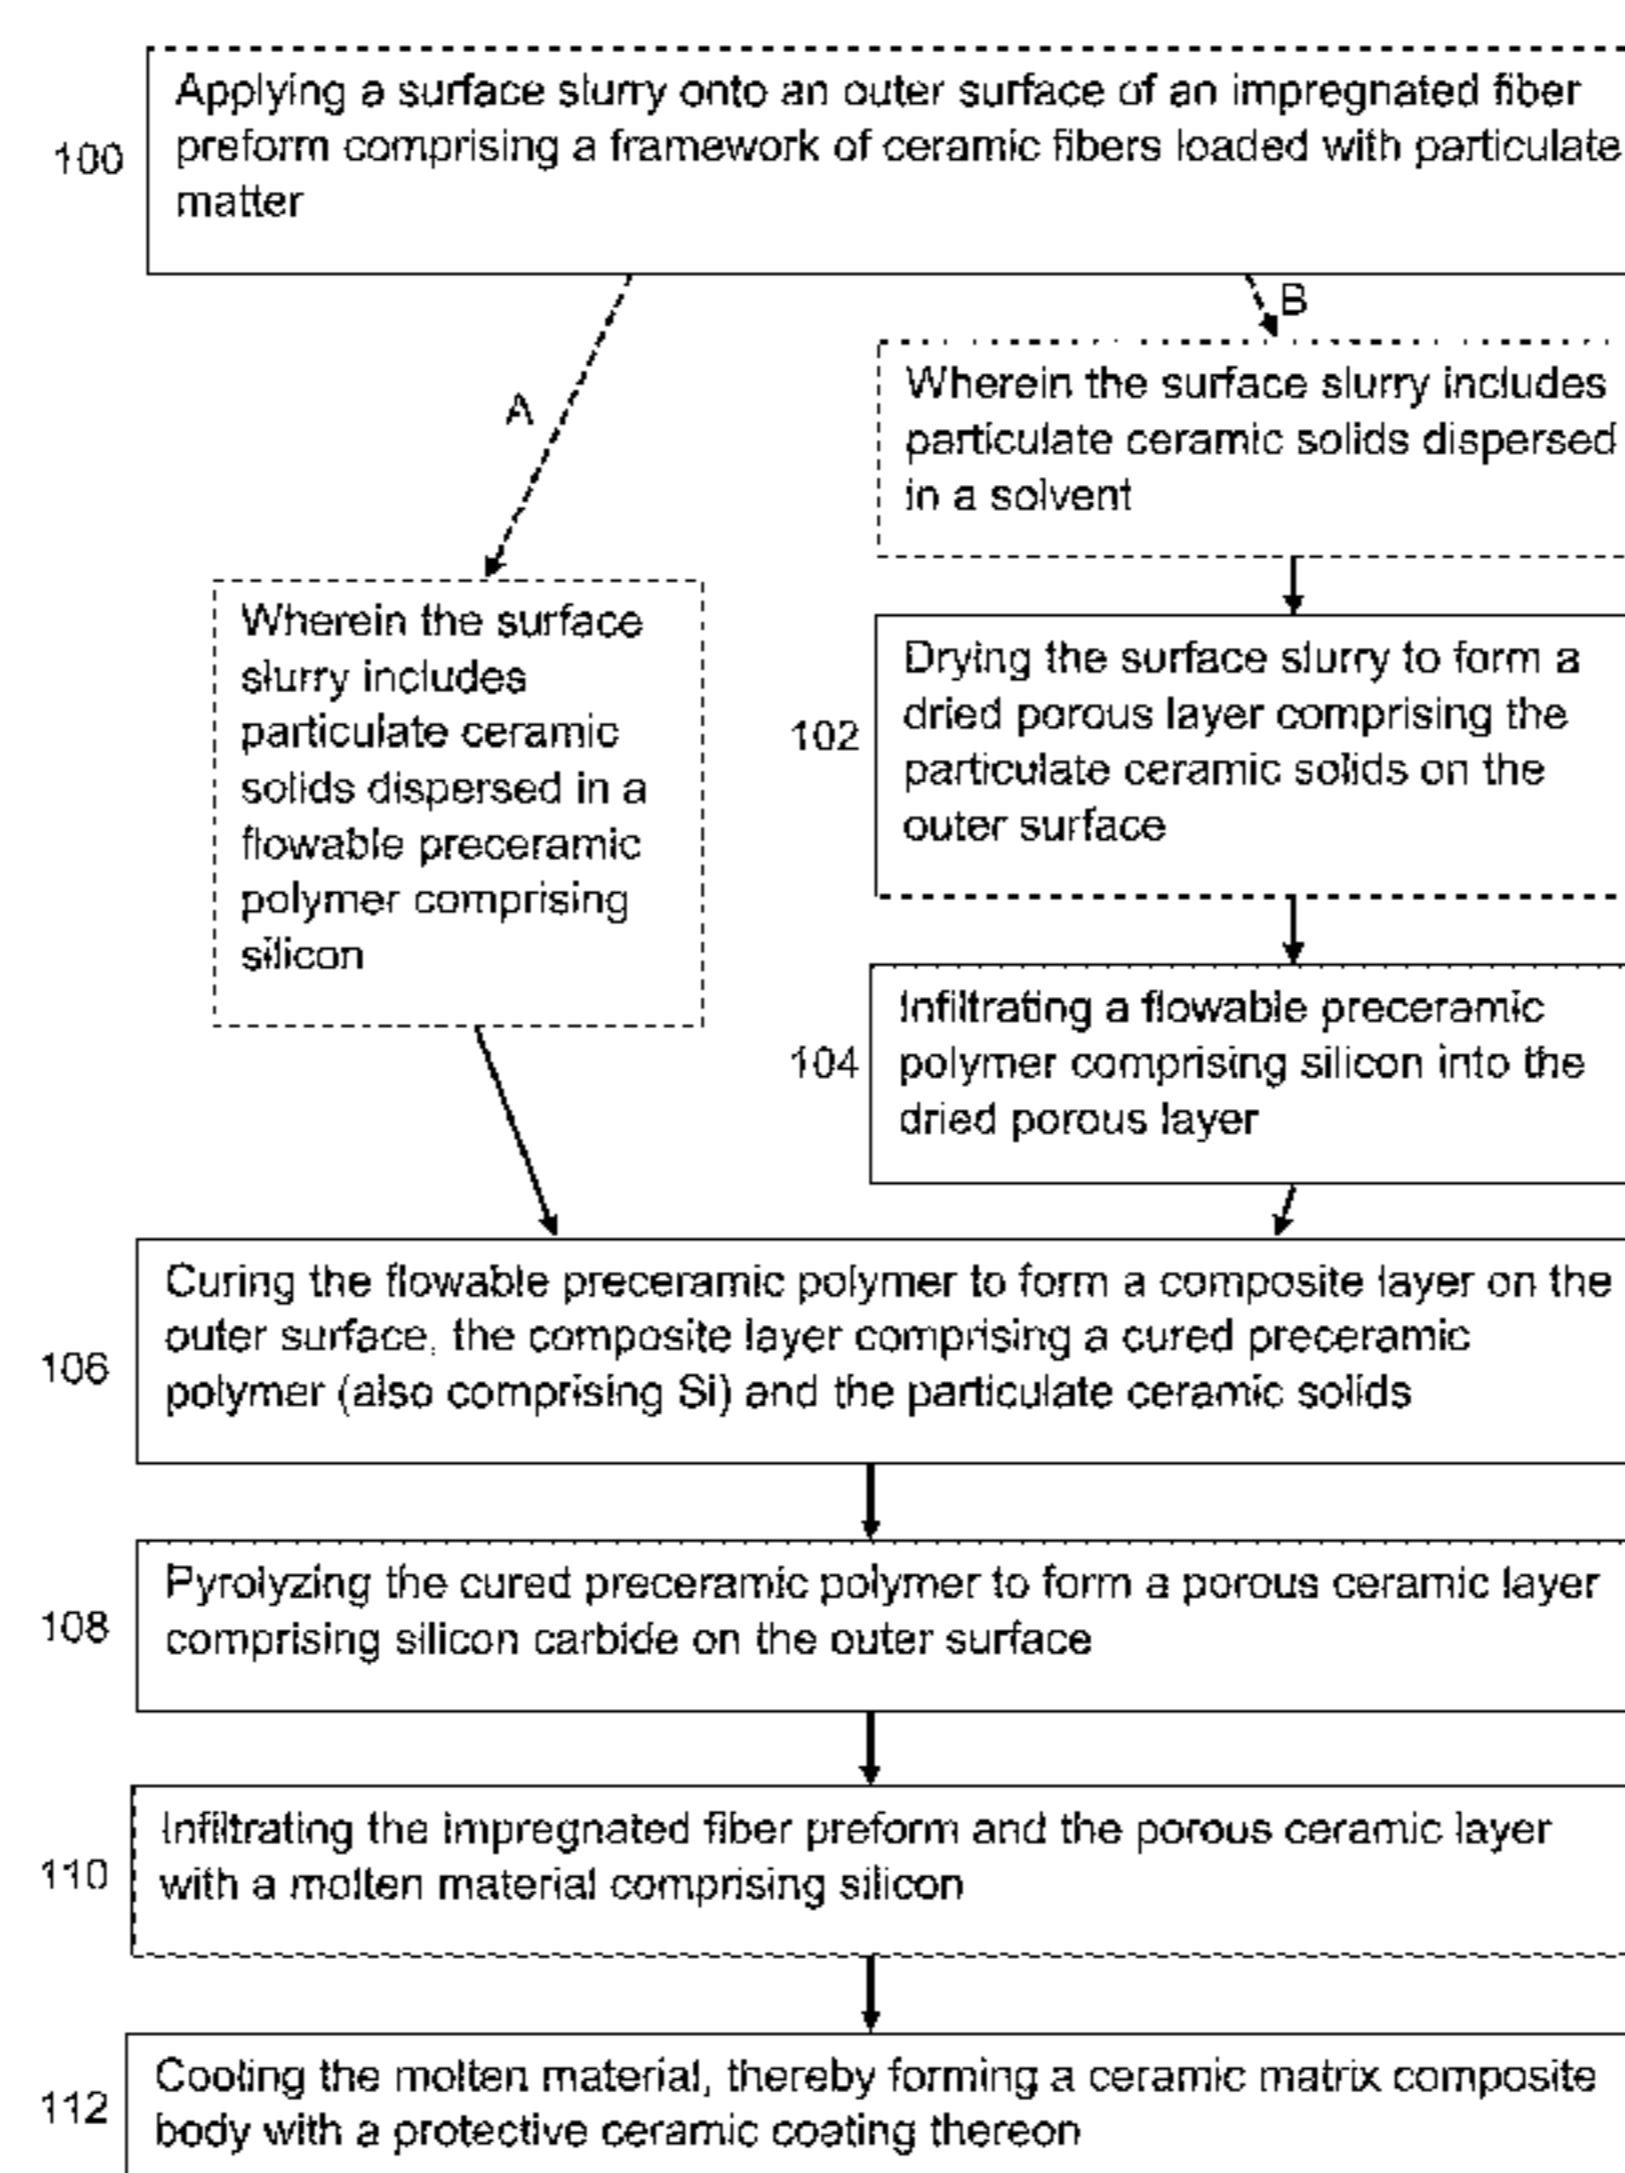 Applying a surface slurry onto an outer surface of an impregnated fiber
100
preform comprising a framework of ceramic fibers loaded with particulate
matter
B
A
Wherein the surface slurry includes
particulate ceramic solids dispersed
in a solvent
Wherein the surface
slurry includes
particulate ceramic
solids dispersed in a
flowable preceramic
polymer comprising
silicon
102
Drying the surface slurry to form a
dried porous layer comprising the
particulate ceramic solids on the
outer surface
104
Infiltrating a flowable preceramic
polymer comprising silicon into the
dried porous layer
106
Curing the flowable preceramic polymer to form a composite layer on the
outer surface, the composite layer comprising a cured preceramic
polymer (also comprising Si) and the particulate ceramic solids
108
Pyrolyzing the cured preceramic polymer to form a porous ceramic layer
comprising silicon carbide on the outer surface
110
Infiltrating the impregnated fiber preform and the porous ceramic layer
with a molten material comprising silicon
112
Cooling the molten material, thereby forming a ceramic matrix composite
body with a protective ceramic coating thereon